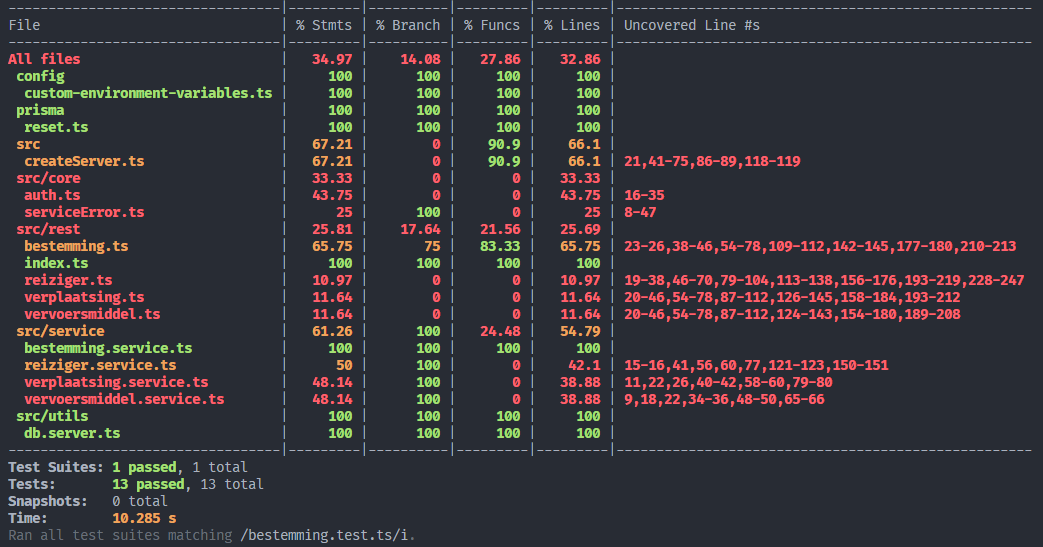 -------------------------------|---------|----------|---------|---------|--------------------------------------------------
File                           | % Stmts | % Branch | % Funcs | % Lines | Uncovered Line #s
-------------------------------|---------|----------|---------|---------|--------------------------------------------------
All files                      |   34.97 |    14.08 |   27.86 |   32.86 |
 config                        |     100 |      100 |     100 |     100 |
  custom-environment-variables.ts |     100 |      100 |     100 |     100 |
 prisma                        |     100 |      100 |     100 |     100 |
  reset.ts                     |     100 |      100 |     100 |     100 |
 src                           |   67.21 |        0 |    90.9 |    66.1 |
  createServer.ts              |   67.21 |        0 |    90.9 |    66.1 | 21,41-75,86-89,118-119
 src/core                      |   33.33 |        0 |       0 |   33.33 |
  auth.ts                      |   43.75 |        0 |       0 |   43.75 | 16-35
  serviceError.ts              |      25 |      100 |       0 |      25 | 8-47
 src/rest                      |   25.81 |    17.64 |   21.56 |   25.69 |
  bestemming.ts                |   65.75 |       75 |   83.33 |   65.75 | 23-26,38-46,54-78,109-112,142-145,177-180,210-213
  index.ts                     |     100 |      100 |     100 |     100 |
  reiziger.ts                  |   10.97 |        0 |       0 |   10.97 | 19-38,46-70,79-104,113-138,156-176,193-219,228-247
  verplaatsing.ts              |   11.64 |        0 |       0 |   11.64 | 20-46,54-78,87-112,126-145,158-184,193-212
  vervoersmiddel.ts            |   11.64 |        0 |       0 |   11.64 | 20-46,54-78,87-112,124-143,154-180,189-208
 src/service                   |   61.26 |      100 |   24.48 |   54.79 |
  bestemming.service.ts        |     100 |      100 |     100 |     100 |
  reiziger.service.ts          |      50 |      100 |       0 |    42.1 | 15-16,41,56,60,77,121-123,150-151
  verplaatsing.service.ts      |   48.14 |      100 |       0 |   38.88 | 11,22,26,40-42,58-60,79-80
  vervoersmiddel.service.ts    |   48.14 |      100 |       0 |   38.88 | 9,18,22,34-36,48-50,65-66
 src/utils                     |     100 |      100 |     100 |     100 |
  db.server.ts                 |     100 |      100 |     100 |     100 |
-------------------------------|---------|----------|---------|---------|--------------------------------------------------
Test Suites: 1 passed, 1 total
Tests:       13 passed, 13 total
Snapshots:   0 total
Time:        10.285 s
Ran all test suites matching /bestemming.test.ts/i.